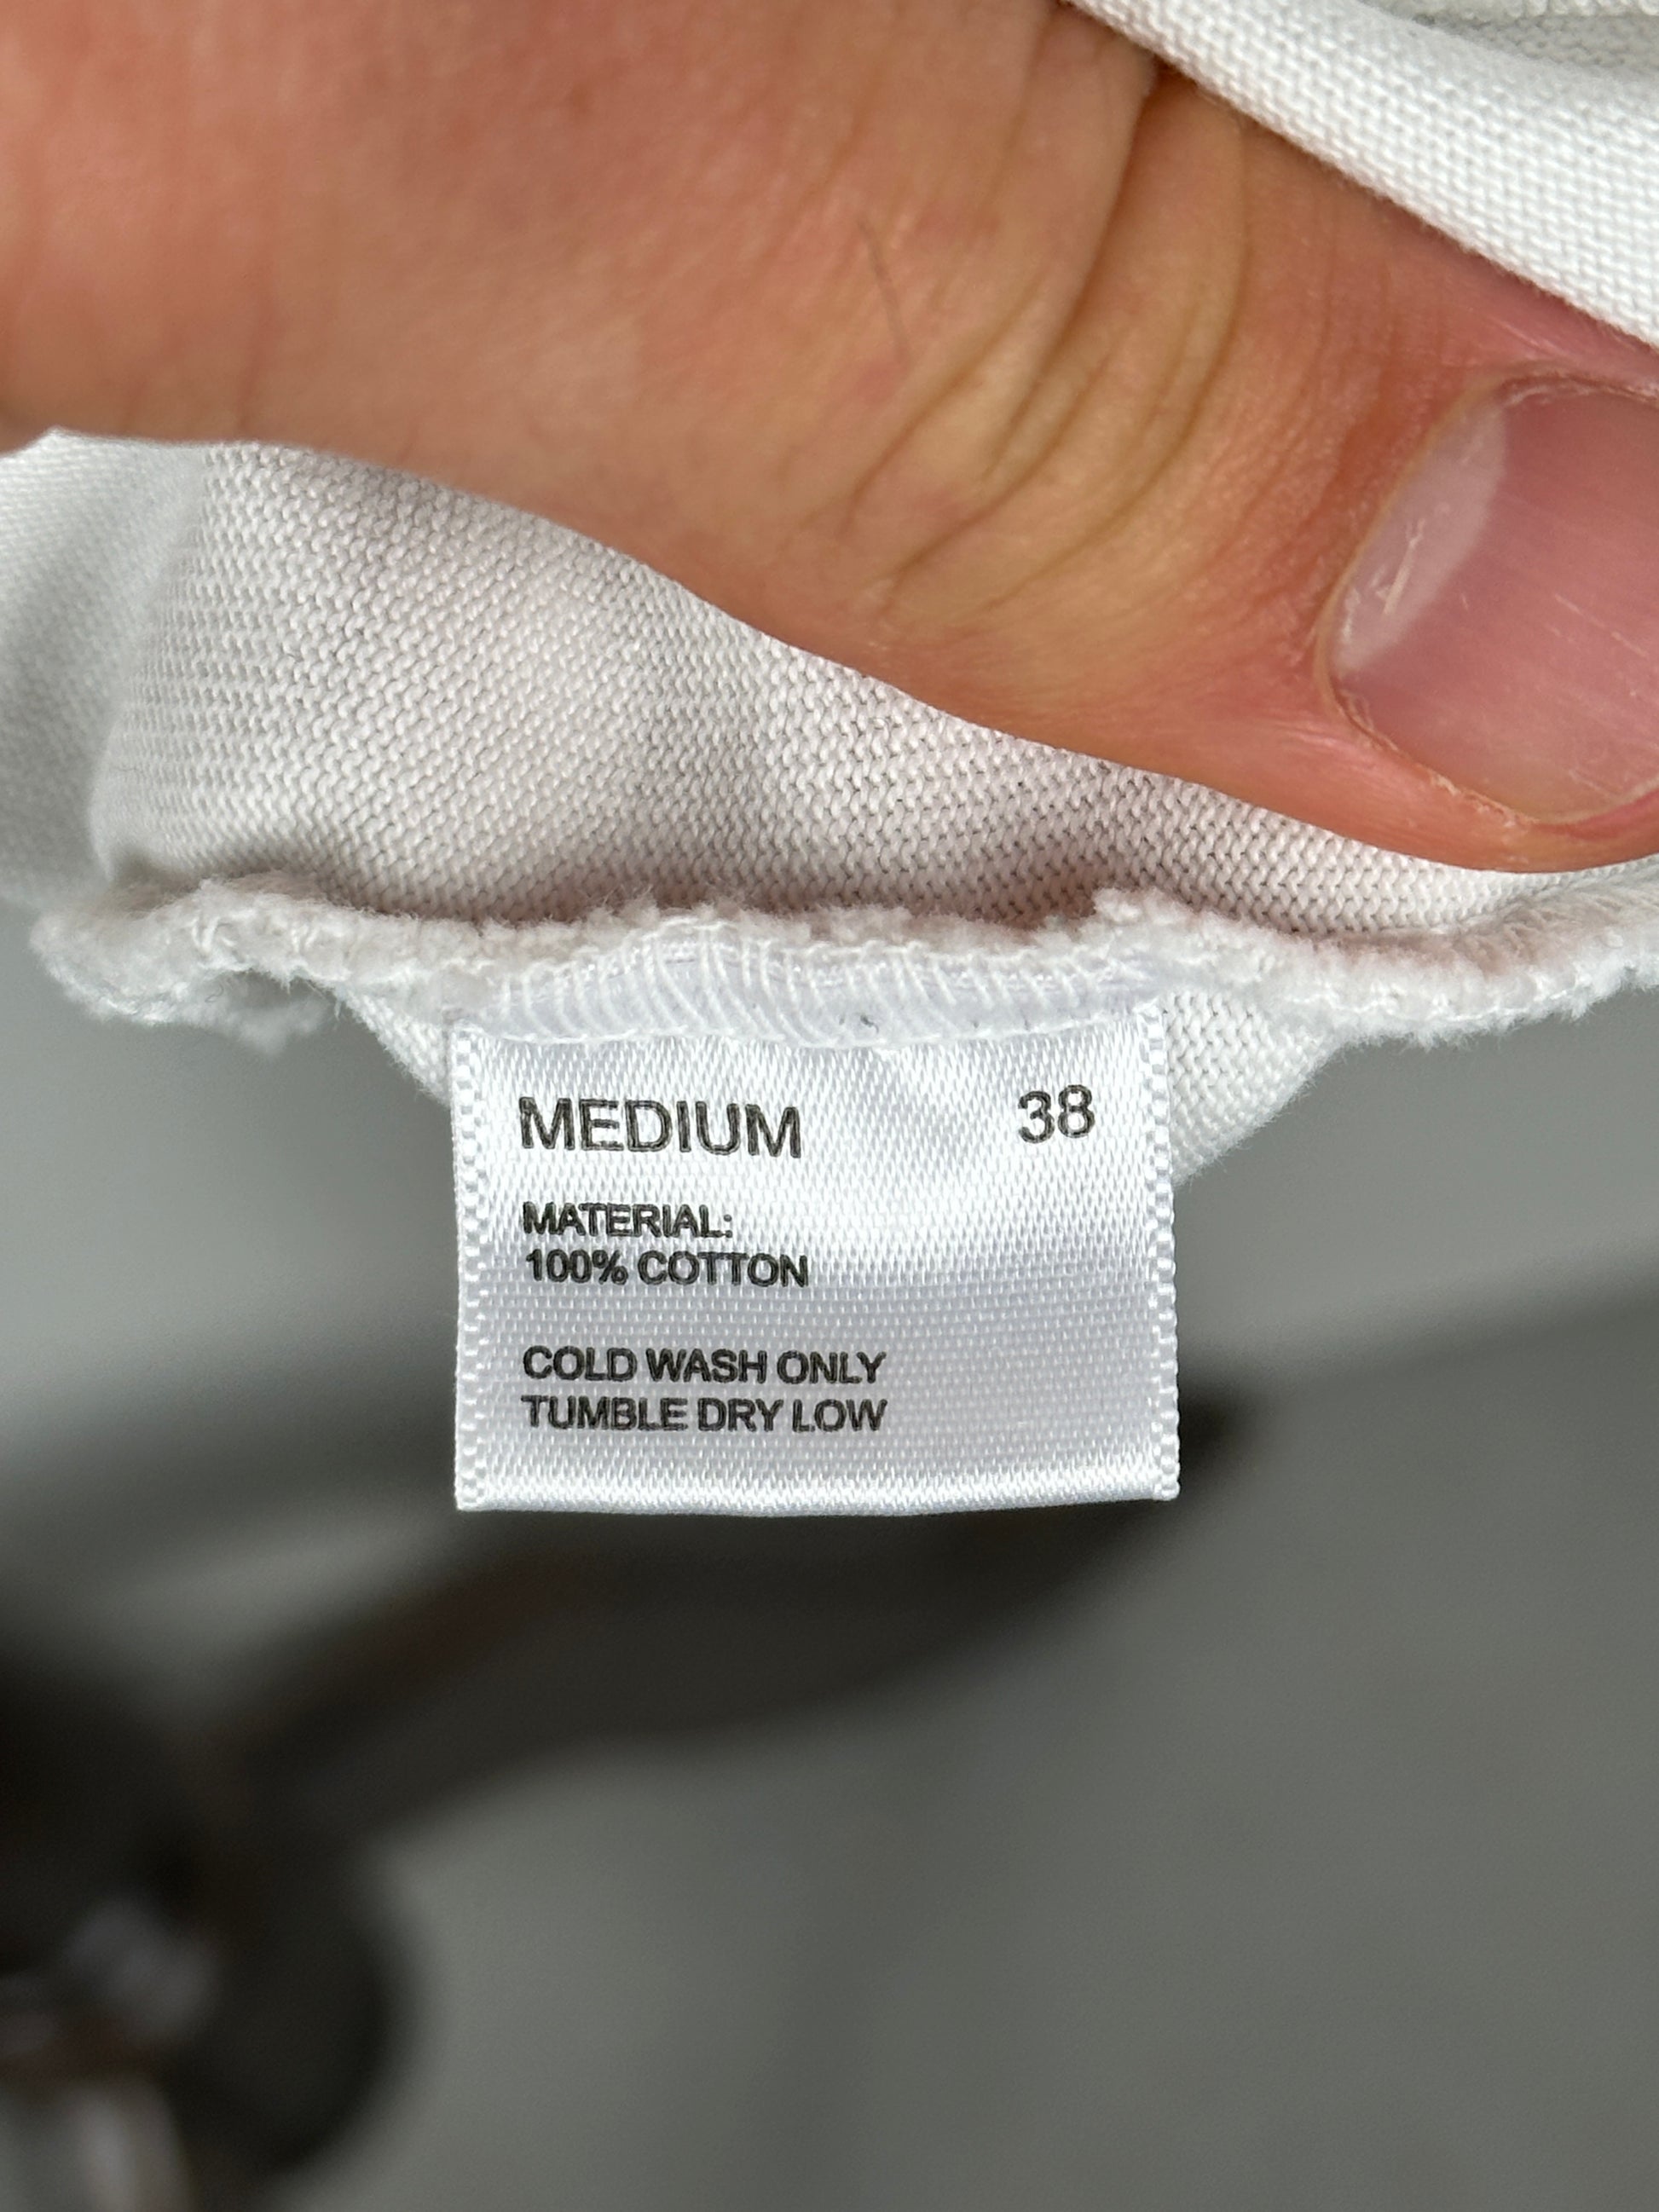 MEDIUM 38
MATERIAL:
100% COTTON
COLD WASH ONLY
TUMBLE DRY LOW